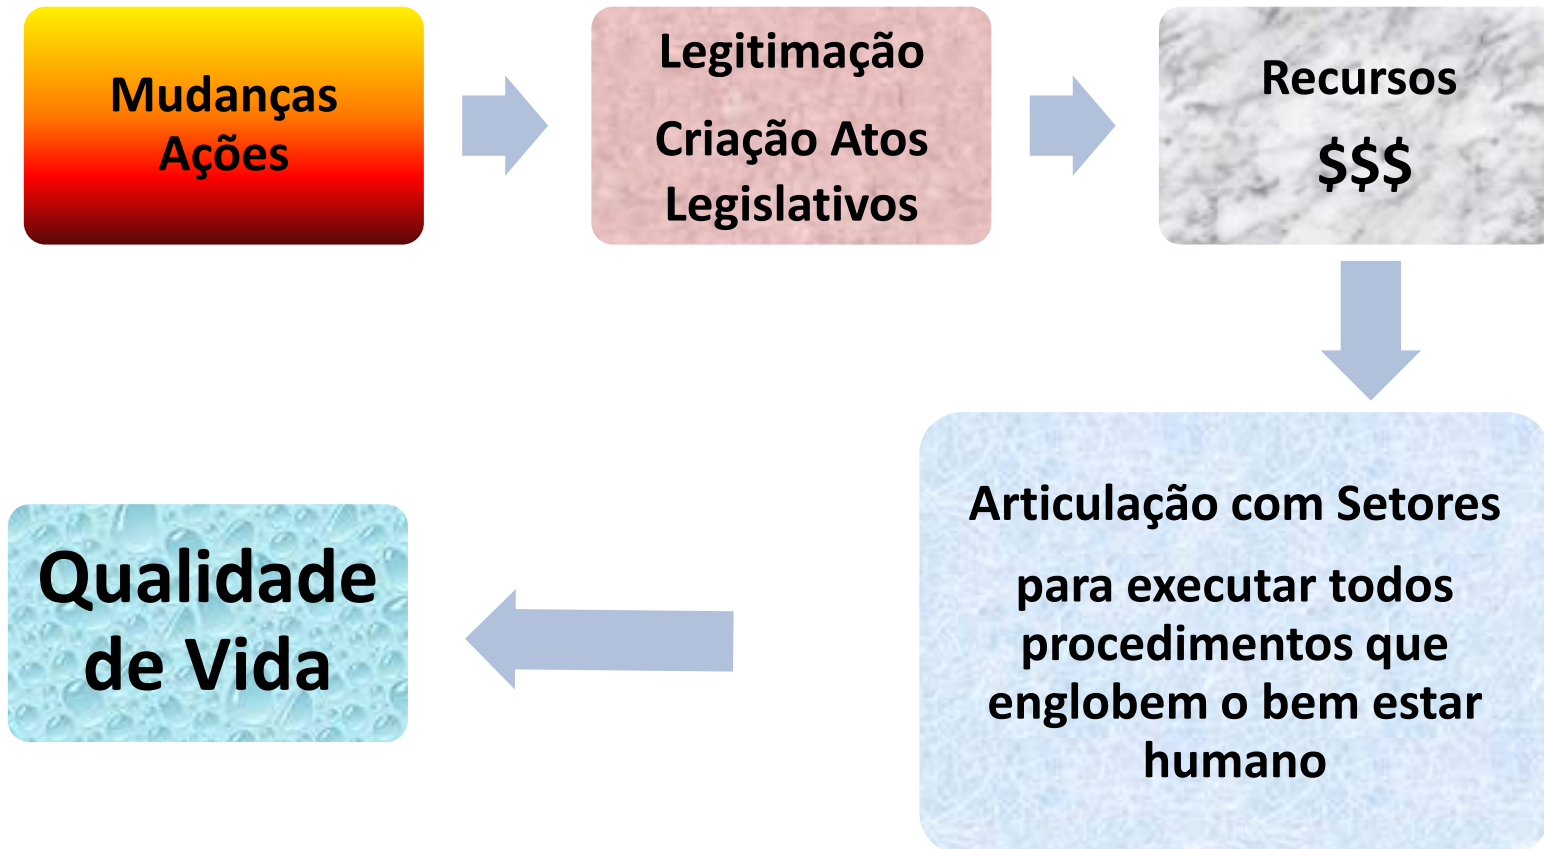 Mudanças
Ações
Legitimação
Criação Atos
Legislativos
Recursos
$$$
Articulação com Setores
para executar todos
procedimentos que
englobem o bem estar
humano
Qualidade
de Vida